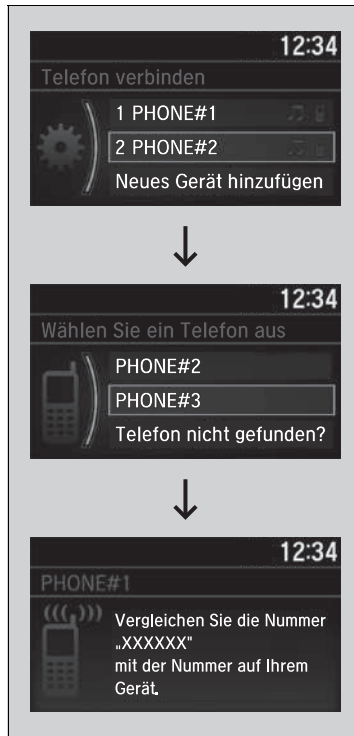 12:34
Telefon verbinden
1 PHONE#1
2 PHONE#2
Neues Gerät hinzufügen
12:34
Wählen Sie ein Telefon aus
PHONE#2
PHONE#3
Telefon nicht gefunden?
12:34
PHONE#1
Vergleichen Sie die Nummer
„XXXXXX"
mit der Nummer auf Ihrem
Gerät.